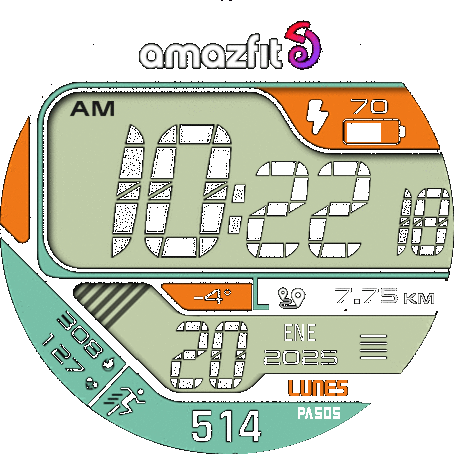 amazfit
AM
70
10:22 18
-4°
7.75 KM
20
ENE
2025
LUNES
308
127
514
PASOS